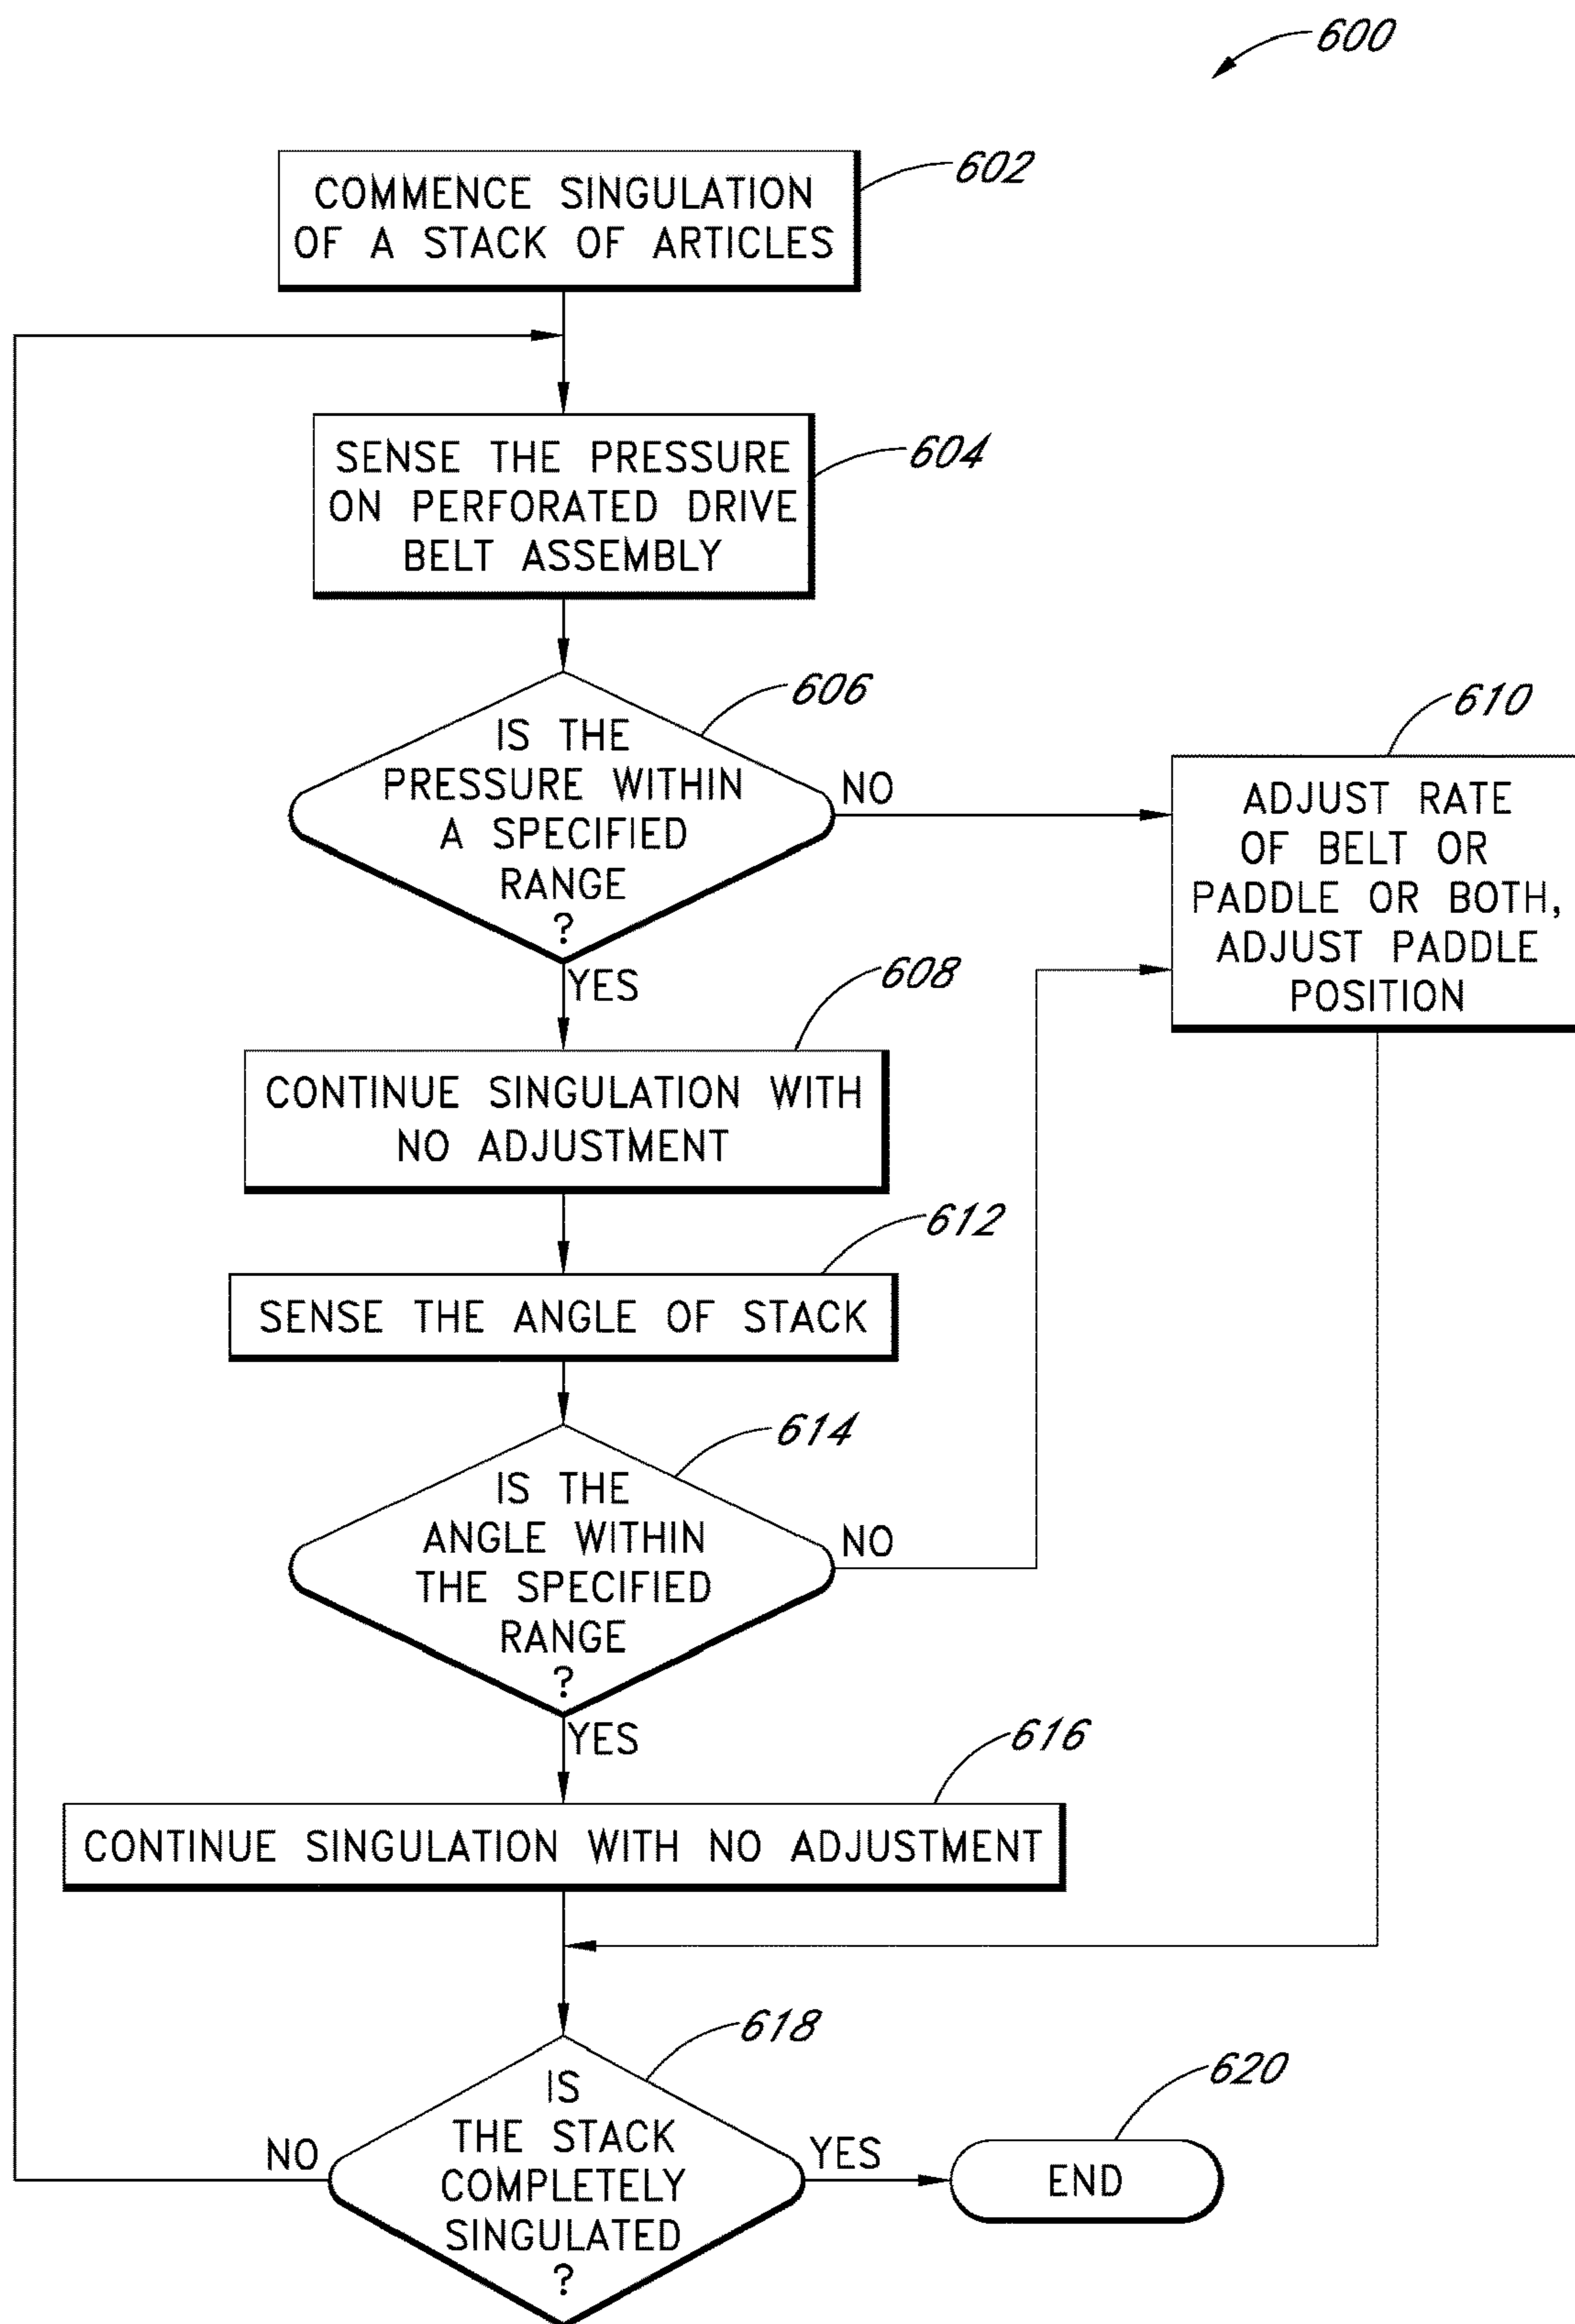 600
602
COMMENCE SINGULATION
OF A STACK OF ARTICLES
604
SENSE THE PRESSURE
ON PERFORATED DRIVE
BELT ASSEMBLY
606
IS THE
PRESSURE WITHIN
A SPECIFIED
RANGE
?
NO
YES
610
ADJUST RATE
OF BELT OR
PADDLE OR BOTH,
ADJUST PADDLE
POSITION
608
CONTINUE SINGULATION WITH
NO ADJUSTMENT
612
SENSE THE ANGLE OF STACK
614
IS THE
ANGLE WITHIN
THE SPECIFIED
RANGE
?
NO
YES
616
CONTINUE SINGULATION WITH NO ADJUSTMENT
618
IS
THE STACK
COMPLETELY
SINGULATED
?
NO
YES
620
END